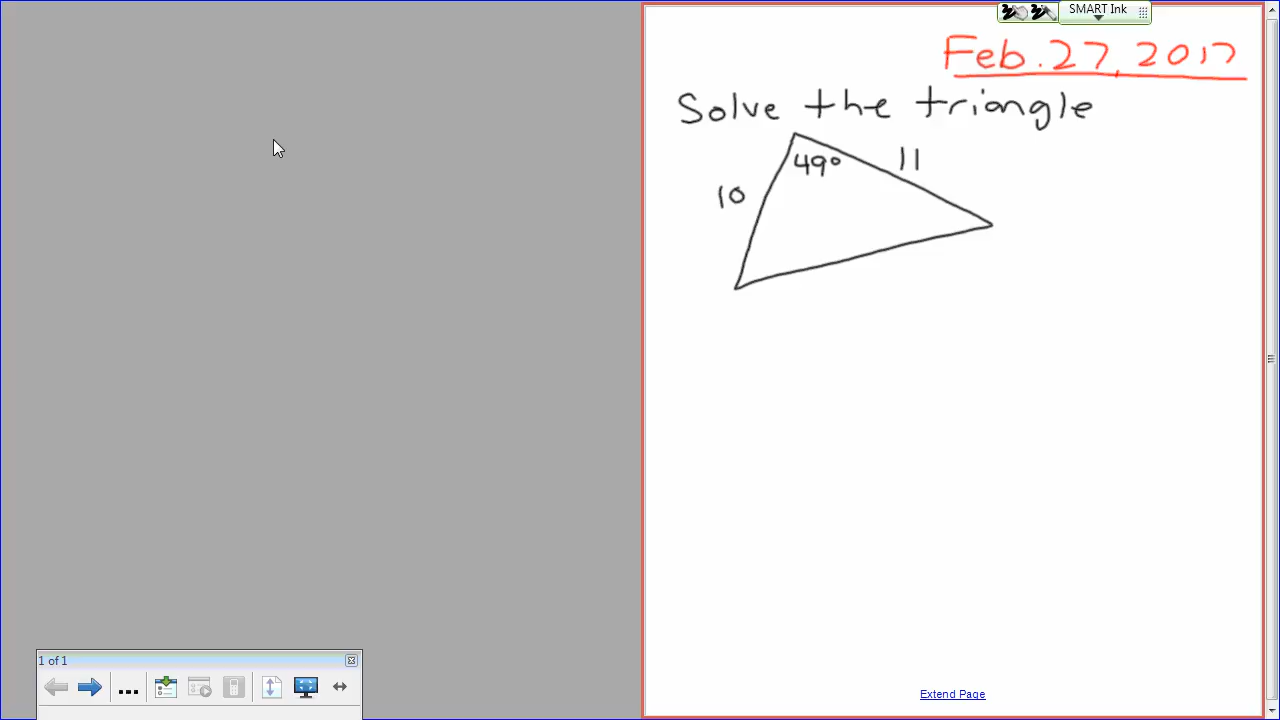 SMART Ink
Feb. 27, 2017
Solve the triangle
49°
11
10
1 of 1
Extend Page